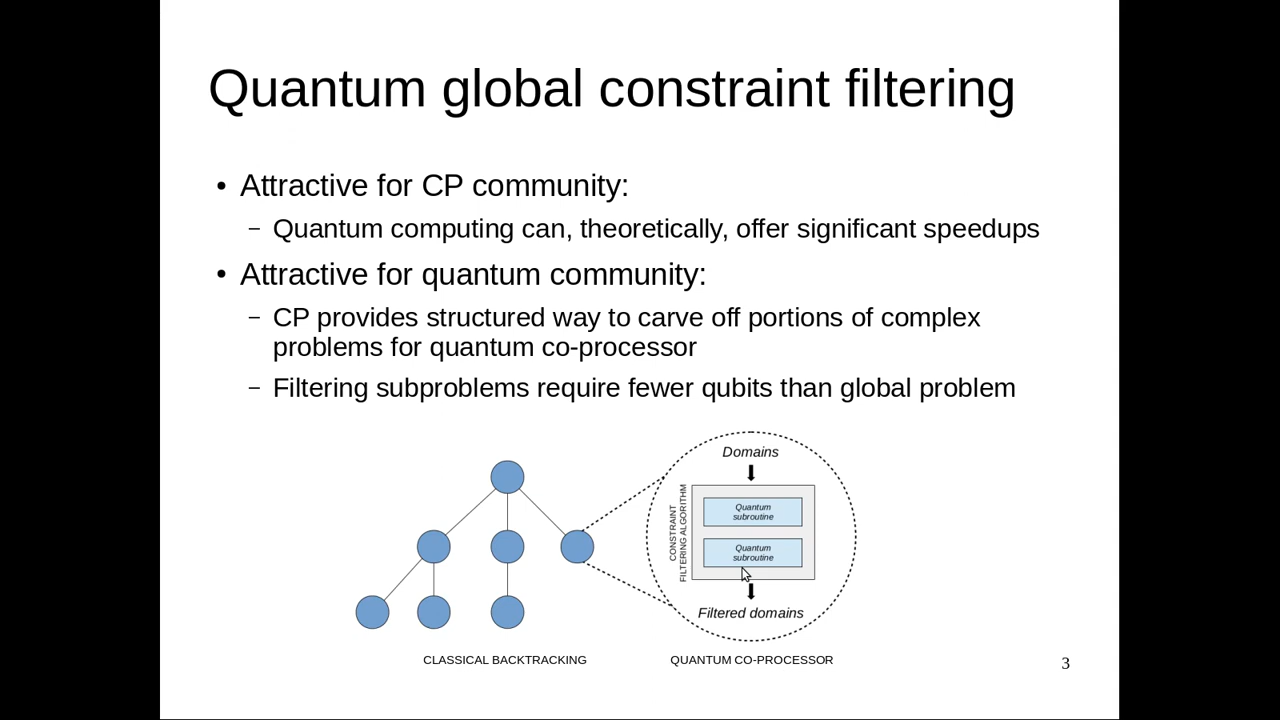 Quantum global constraint filtering
• Attractive for CP community:
– Quantum computing can, theoretically, offer significant speedups
• Attractive for quantum community:
– CP provides structured way to carve off portions of complex
problems for quantum co-processor
– Filtering subproblems require fewer qubits than global problem
Domains
CONSTRAINT
FILTERING ALGORITHM
Quantum
subroutine
Quantum
subroutine
Filtered domains
CLASSICAL BACKTRACKING
QUANTUM CO-PROCESSOR
3